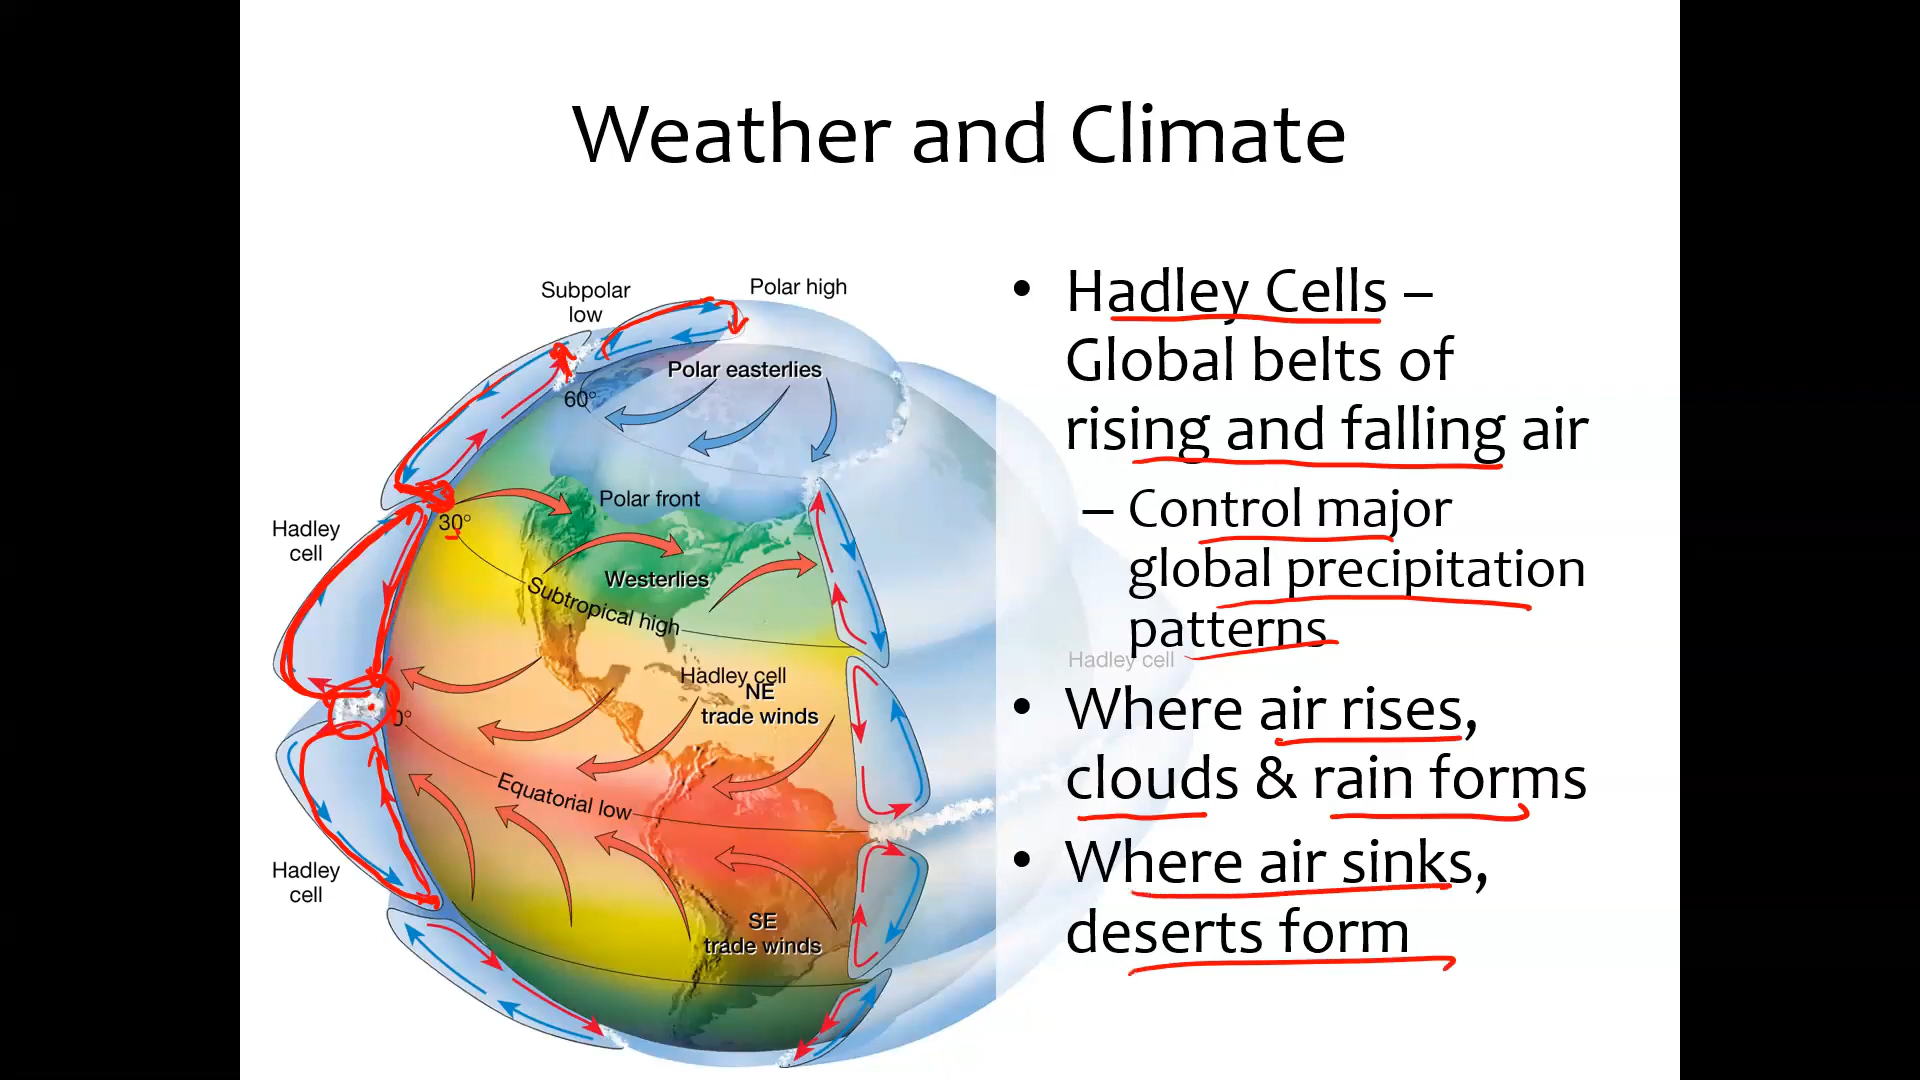 Weather and Climate
Subpolar
low
Polar high
Polar easterlies
60°
Hadley
cell
30°
Polar front
Westerlies
Subtropical high
Hadley cell
NE
trade winds
0°
Equatorial low
Hadley
cell
SE
trade winds
• Hadley Cells –
Global belts of
rising and falling air
– Control major
global precipitation
patterns
Hadley cell
• Where air rises,
clouds & rain forms
• Where air sinks,
deserts form